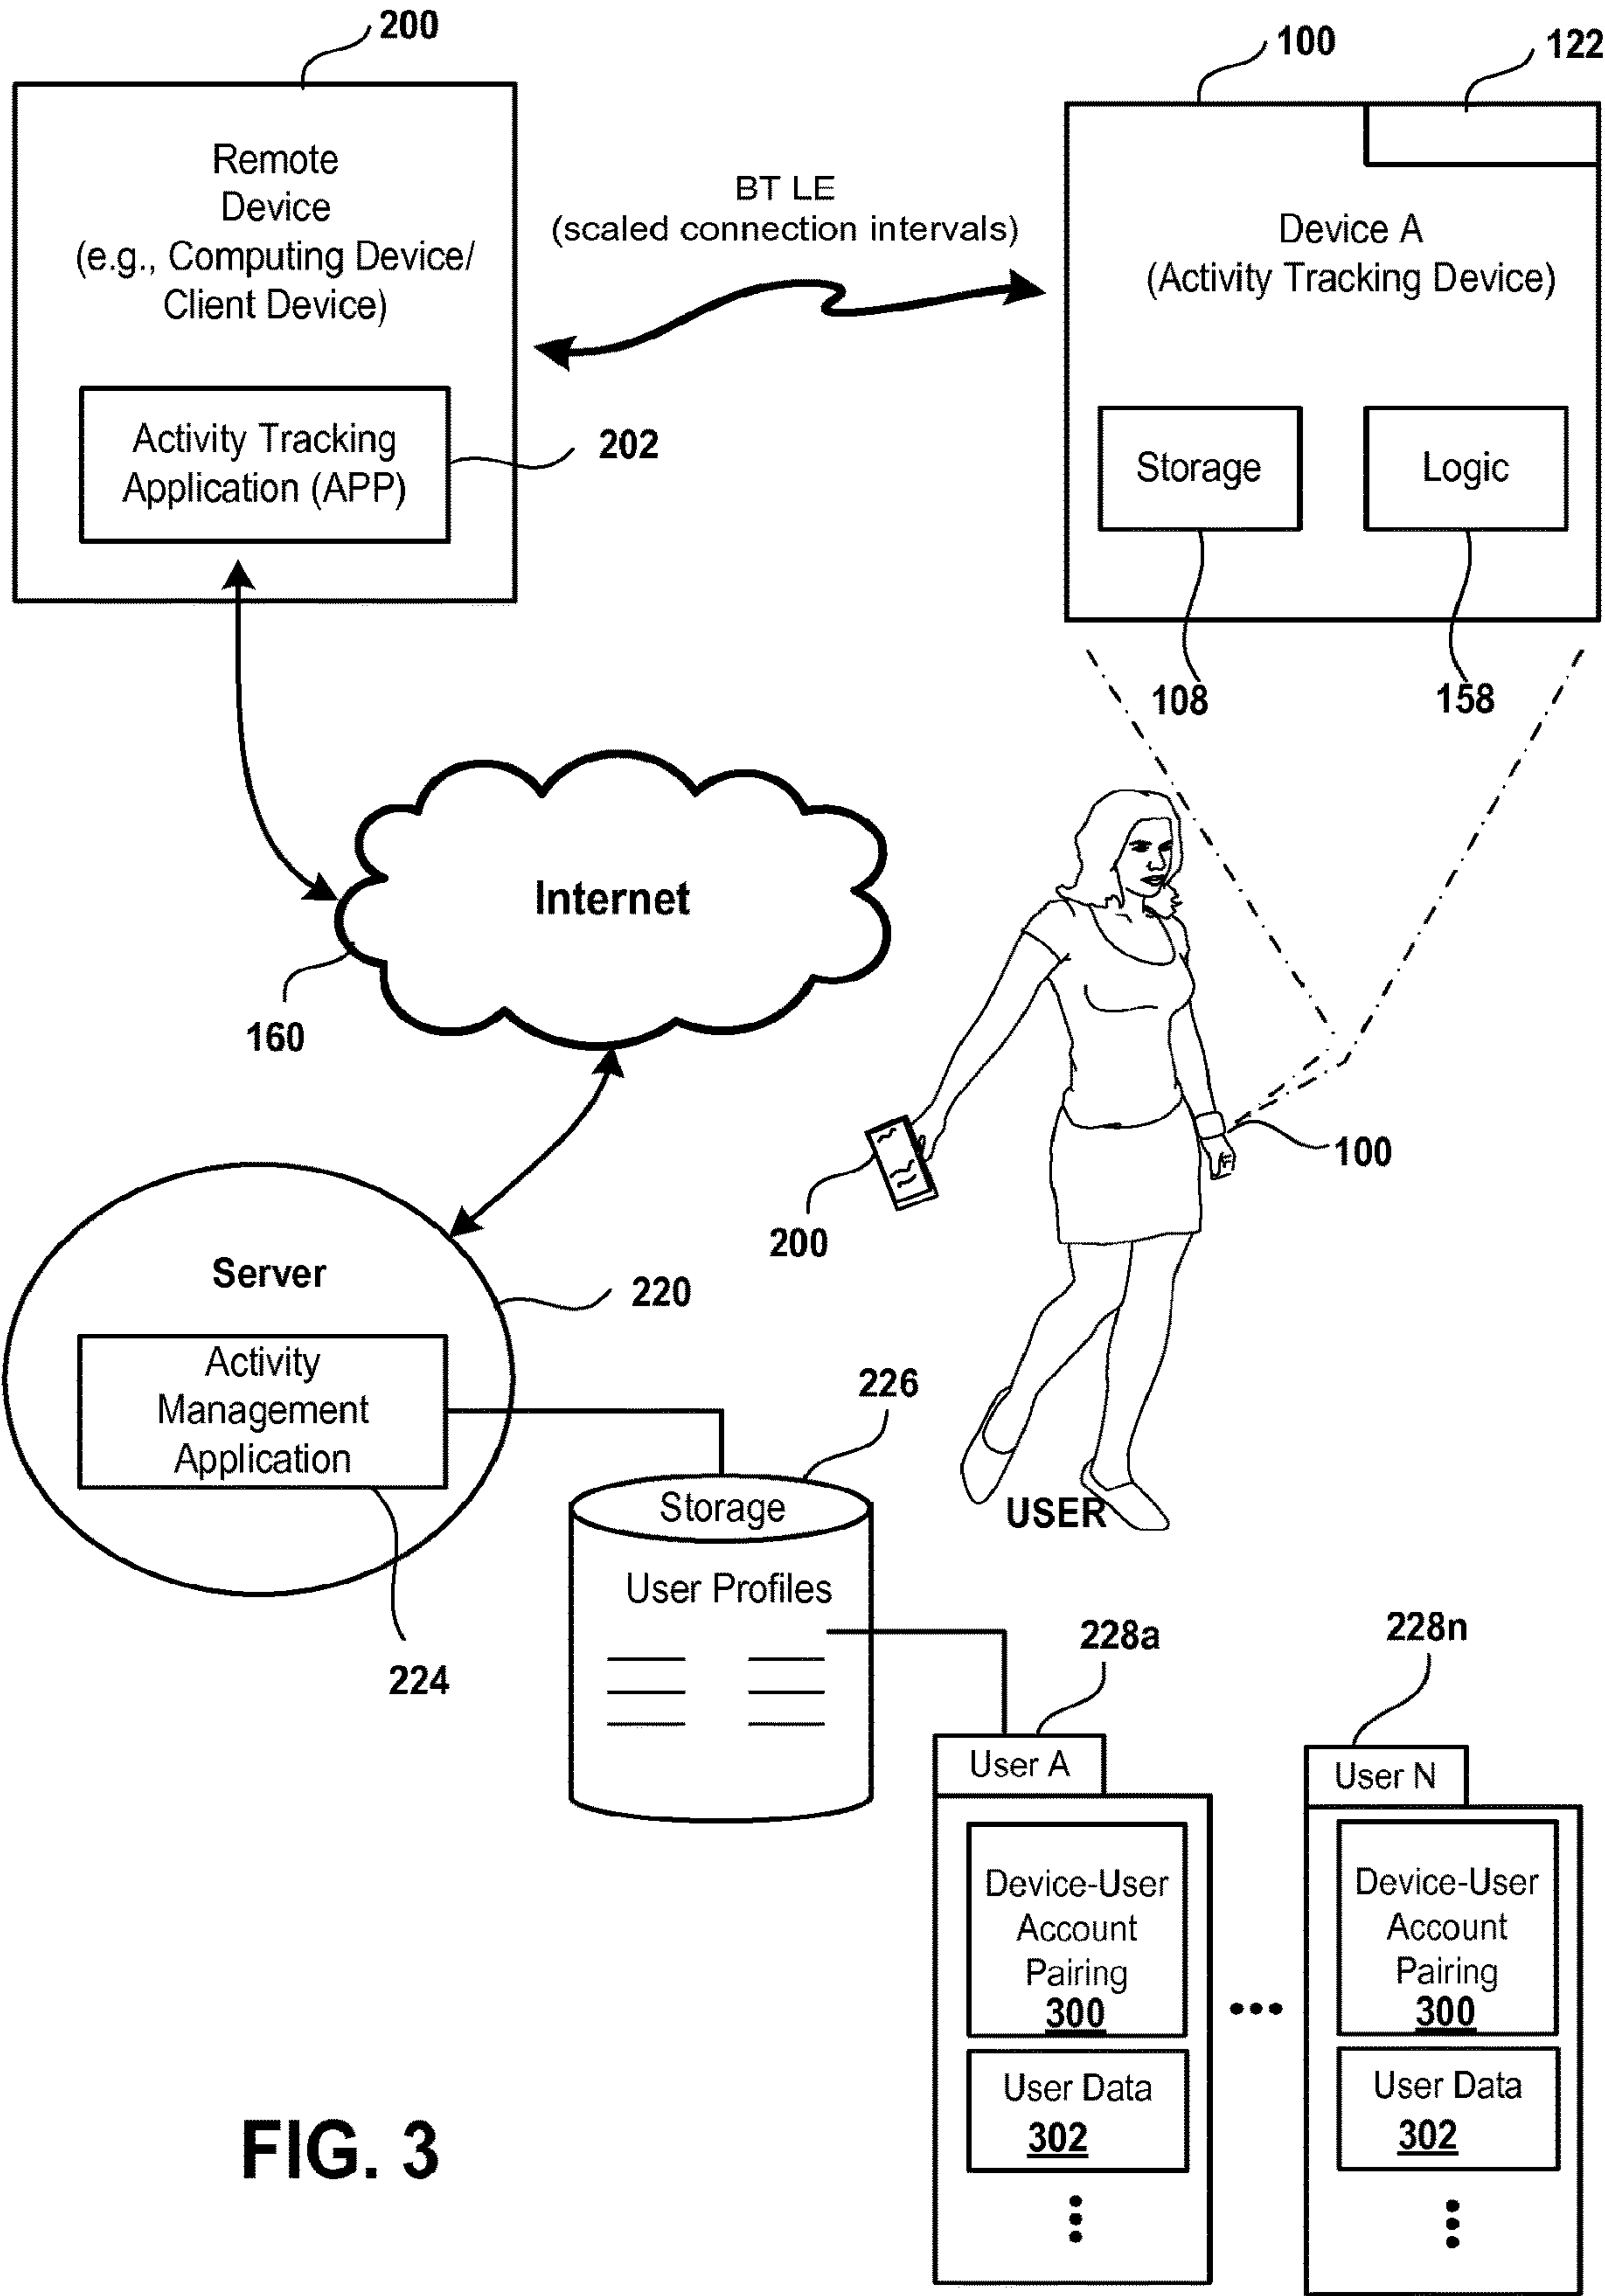 200
100
122
Remote
Device
(e.g., Computing Device/
Client Device)
BT LE
(scaled connection intervals)
Device A
(Activity Tracking Device)
Activity Tracking
Application (APP)
202
Storage
Logic
108
158
Internet
160
100
200
Server
220
Activity
Management
Application
224
226
USER
Storage
User Profiles
228a
228n
User A
User N
Device-User
Account
Pairing
300
Device-User
Account
Pairing
300
User Data
302
User Data
302
FIG. 3